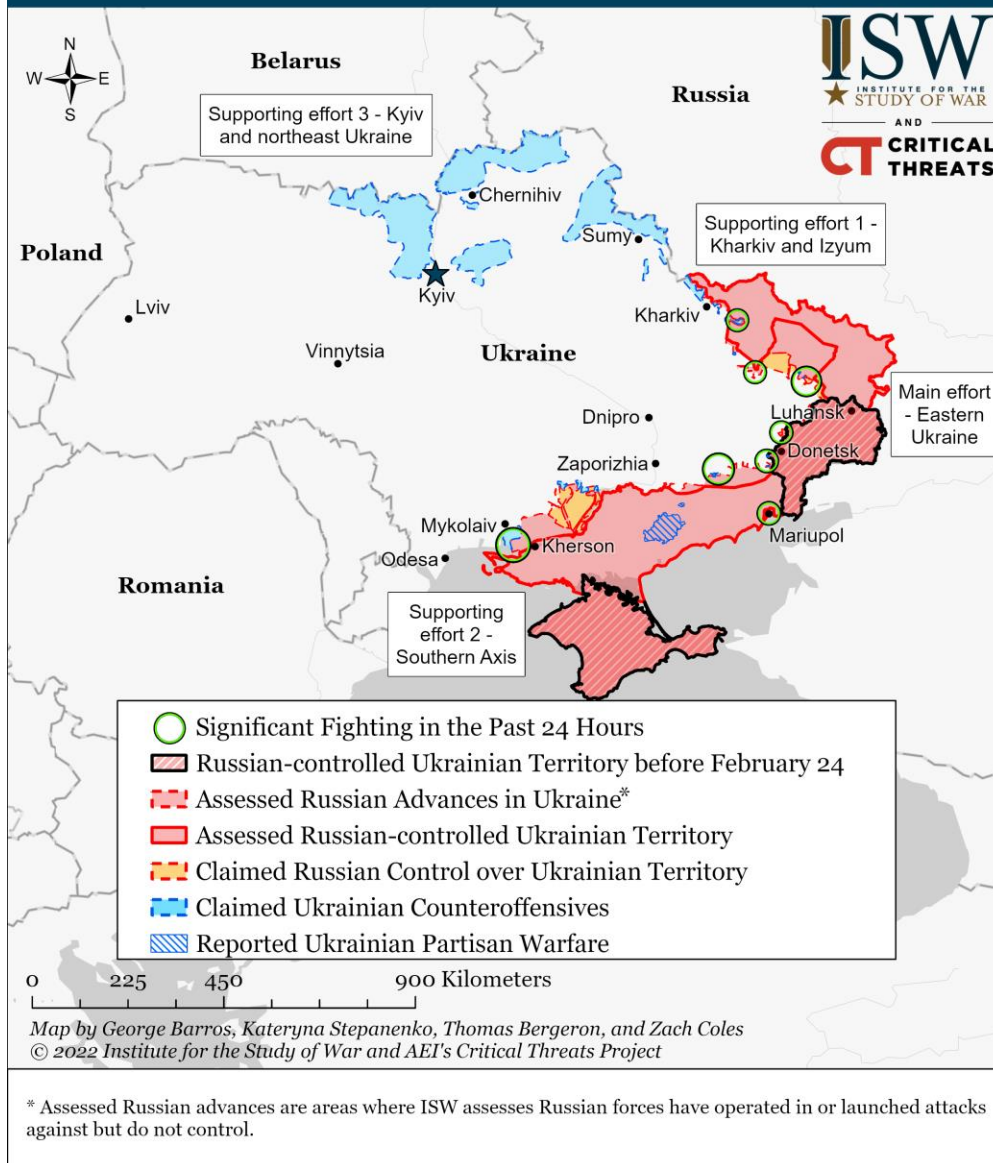 N
W E
S
Belarus
Russia
ISW
INSTITUTE FOR THE
STUDY OF WAR
AND
CT CRITICAL
THREATS
Supporting effort 3 - Kyiv
and northeast Ukraine
Chernihiv
Supporting effort 1 -
Kharkiv and Izyum
Sumy
Poland
Kyiv
Lviv
Kharkiv
Vinnytsia
Ukraine
Main effort
- Eastern
Ukraine
Dnipro
Luhansk
Donetsk
Zaporizhia
Mykolaiv
Kherson
Mariupol
Odesa
Romania
Supporting
effort 2 -
Southern Axis
Significant Fighting in the Past 24 Hours
Russian-controlled Ukrainian Territory before February 24
Assessed Russian Advances in Ukraine*
Assessed Russian-controlled Ukrainian Territory
Claimed Russian Control over Ukrainian Territory
Claimed Ukrainian Counteroffensives
Reported Ukrainian Partisan Warfare
0 225 450 900 Kilometers
Map by George Barros, Kateryna Stepanenko, Thomas Bergeron, and Zach Coles
© 2022 Institute for the Study of War and AEI's Critical Threats Project
* Assessed Russian advances are areas where ISW assesses Russian forces have operated in or launched attacks
against but do not control.